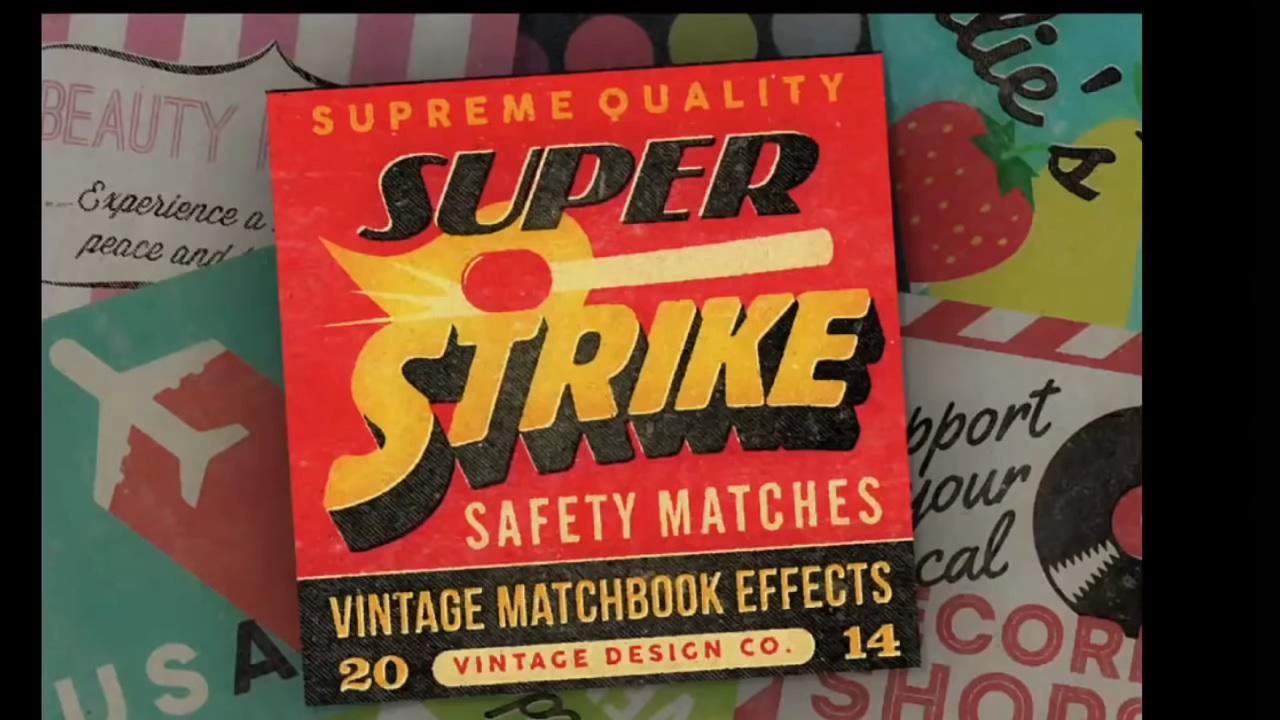 SUPREME QUALITY
SUPER
STRIKE
SAFETY MATCHES
VINTAGE MATCHBOOK EFFECTS
20 VINTAGE DESIGN CO. 14
BEAUTY
Experience a
peace and
USA
pport
your
cal
ECOR
SHOPS